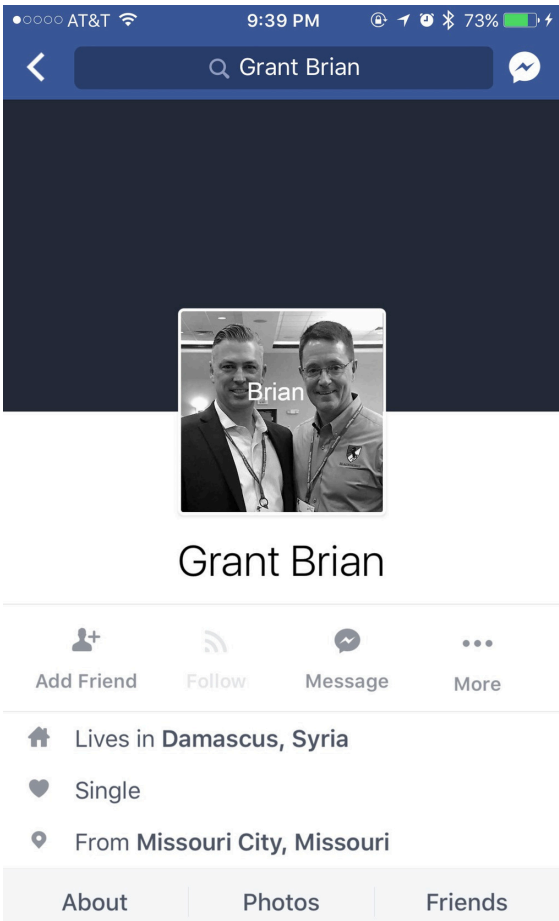 AT&T 9:39 PM 73%
Grant Brian
Brian
Grant Brian
Add Friend Follow Message More
Lives in Damascus, Syria
Single
From Missouri City, Missouri
About Photos Friends